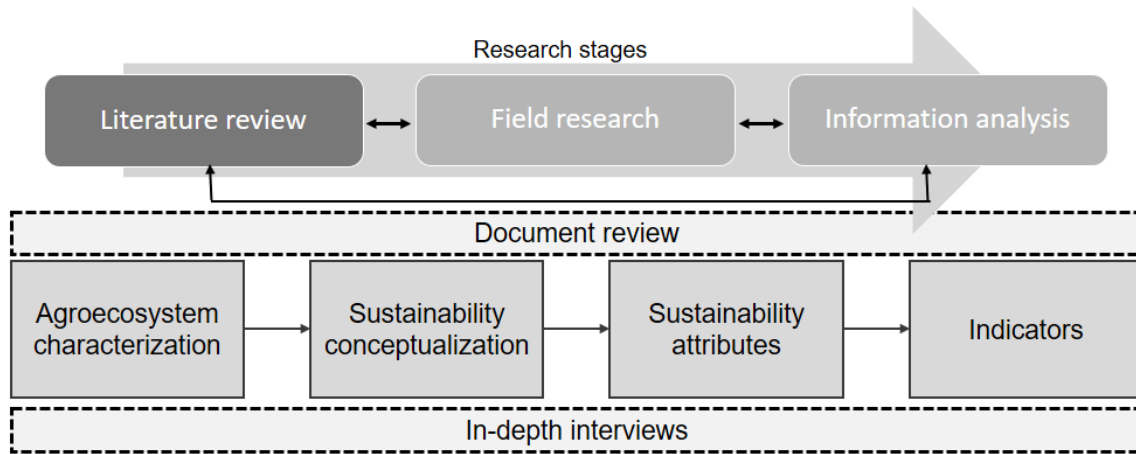 Research stages
Literature review
Field research
Information analysis
Document review
Agroecosystem
characterization
Sustainability
conceptualization
Sustainability
attributes
Indicators
In-depth interviews